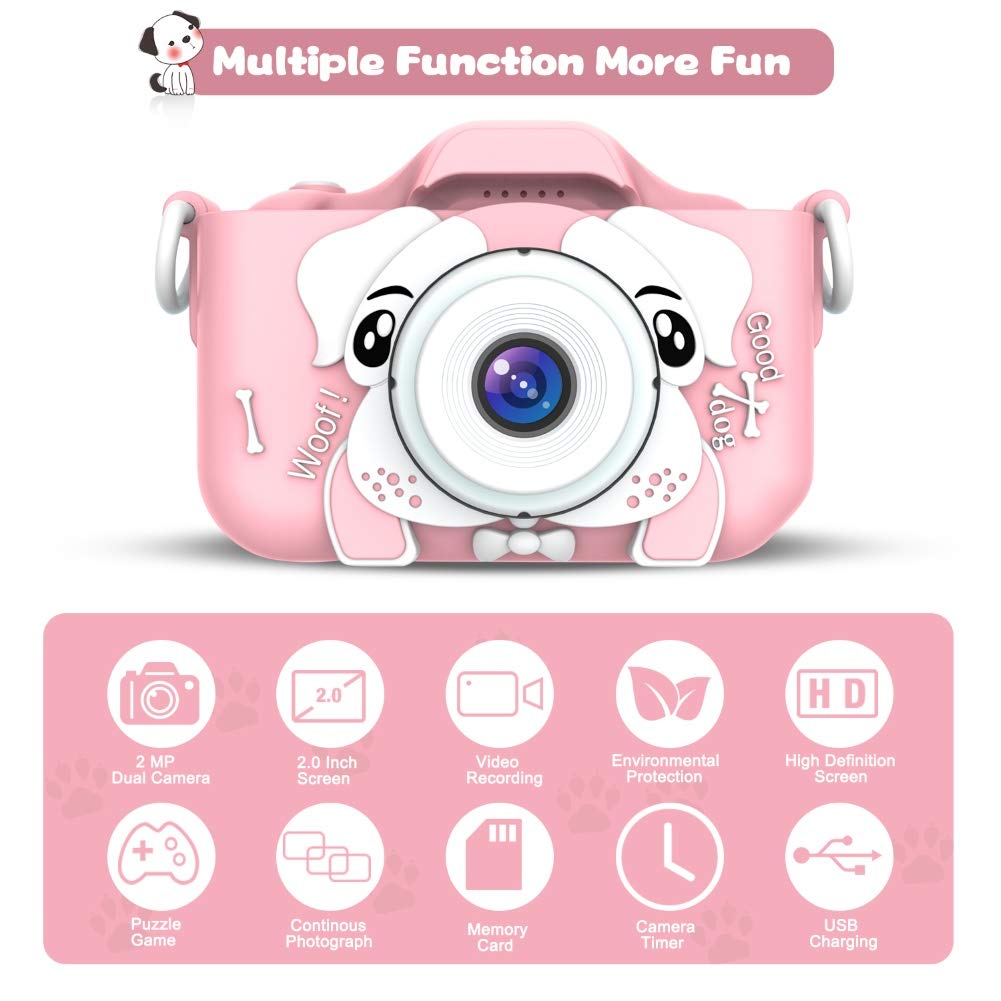 Multiple Function More Fun
Woof!
Good
dog
2 MP
Dual Camera
2.0
2.0 Inch
Screen
Video
Recording
Environmental
Protection
HD
High Definition
Screen
Puzzle
Game
Continous
Photograph
Memory
Card
Camera
Timer
USB
Charging